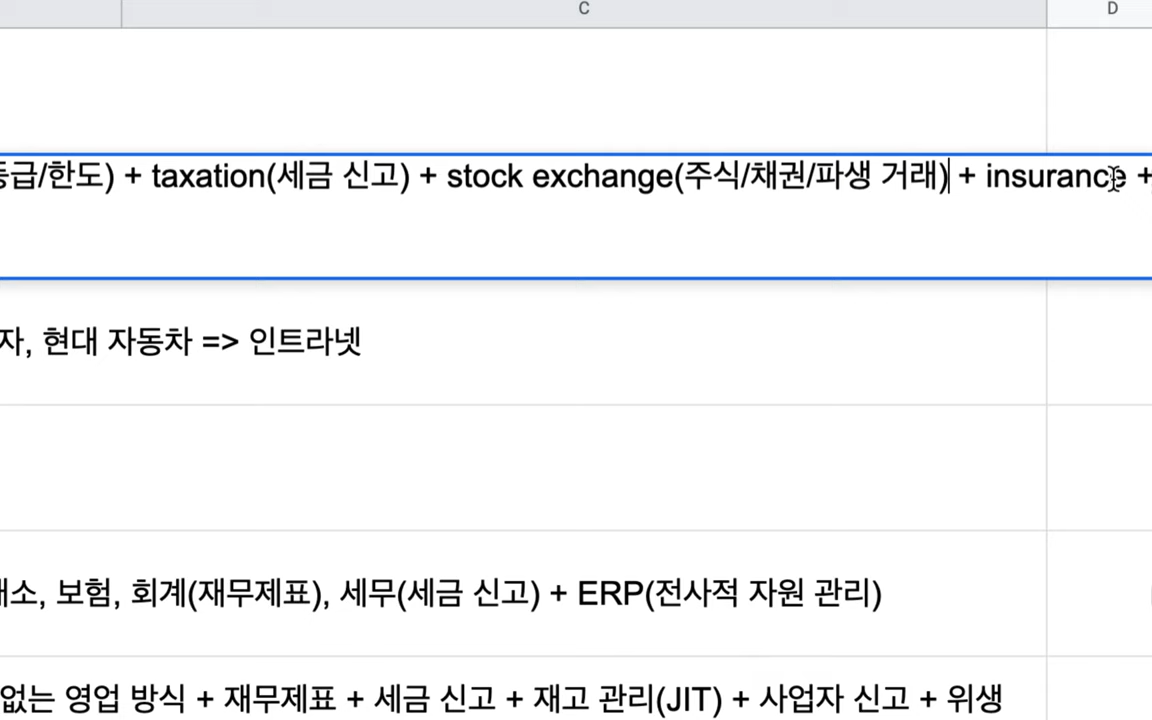 C D
등급/한도) + taxation(세금 신고) + stock exchange(주식/채권/파생 거래) + insurance +
자, 현대 자동차 => 인트라넷
보험, 회계(재무제표), 세무(세금 신고) + ERP(전사적 자원 관리)
없는 영업 방식 + 재무제표 + 세금 신고 + 재고 관리(JIT) + 사업자 신고 + 위생